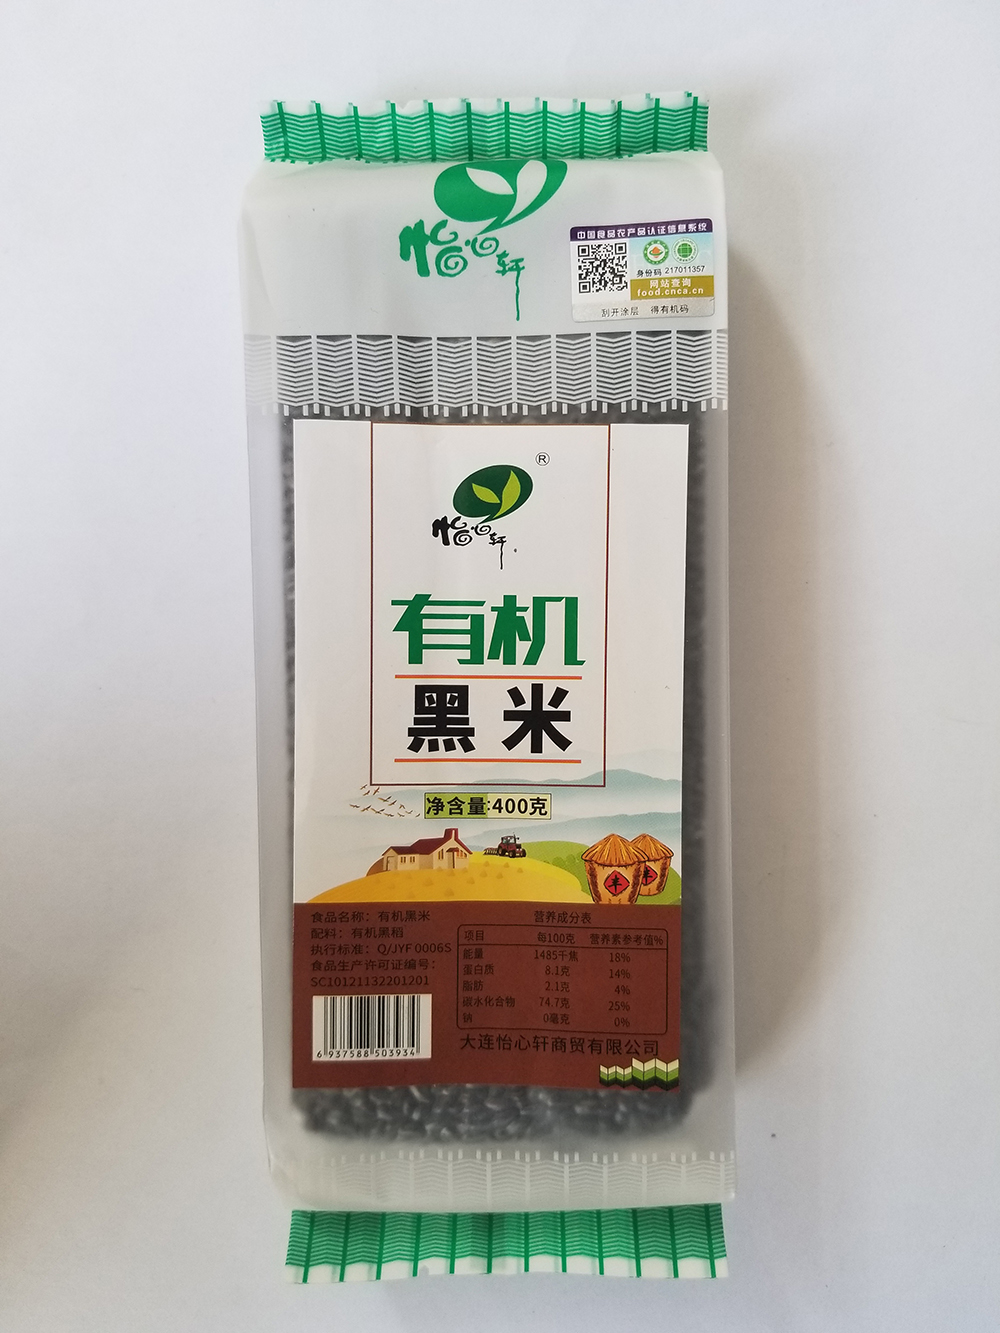 怡心轩
中国食品农产品认证信息系统
身份码 217011357
网站查询
food.cnca.cn
刮开涂层 得有机码
®
怡心轩
有机
黑米
净含量:400克
丰
丰
食品名称：有机黑米
配料：有机黑稻
执行标准：Q/JYF 0006S
食品生产许可证编号：
SC10121132201201
6 937588 503934
营养成分表
项目 每100克 营养素参考值%
能量 1485千焦 18%
蛋白质 8.1克 14%
脂肪 2.1克 4%
碳水化合物 74.7克 25%
钠 0毫克 0%
大连怡心轩商贸有限公司